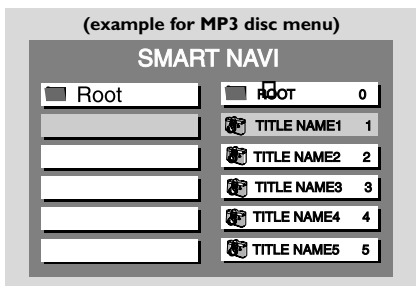 (example for MP3 disc menu)
SMART NAVI
Root
ROOT 0
TITLE NAME1 1
TITLE NAME2 2
TITLE NAME3 3
TITLE NAME4 4
TITLE NAME5 5